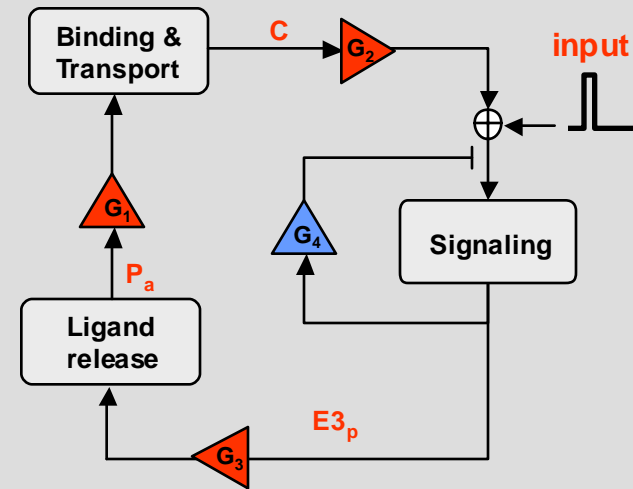 Binding &
Transport
C
G₂
input
G₁
G₄
Signaling
Pₐ
Ligand
release
E3ₚ
G₃